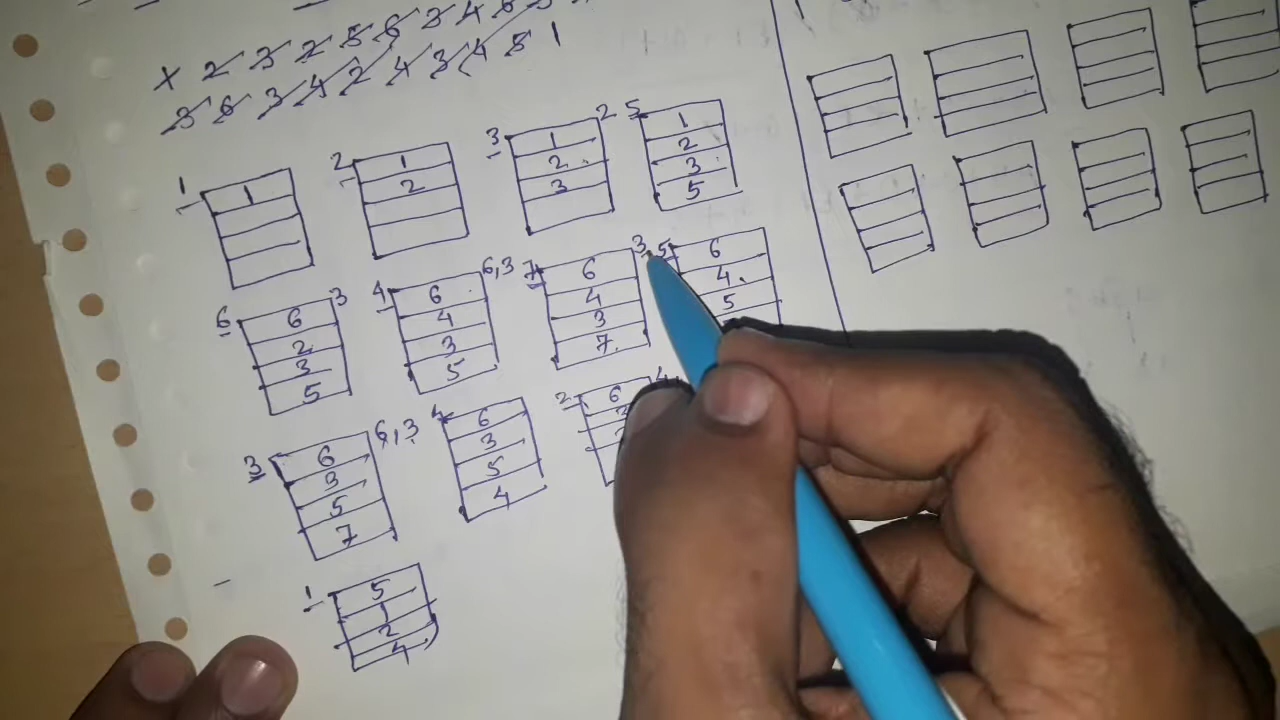 x 2 3 2 5 6 3 4 6
5 6 3 4 2 4 3 4 5 1
1 2 3 2 5
1 1 1 1
2 2 2
3 3
5
6 3 4 6,3 7 3 5
6 6 6 6
2 4 4 4
3 3 3 5
5 5 7
3 6,3 4 2 4
6 6 6
3 3
5 5
7 4
1
5
1
2
4